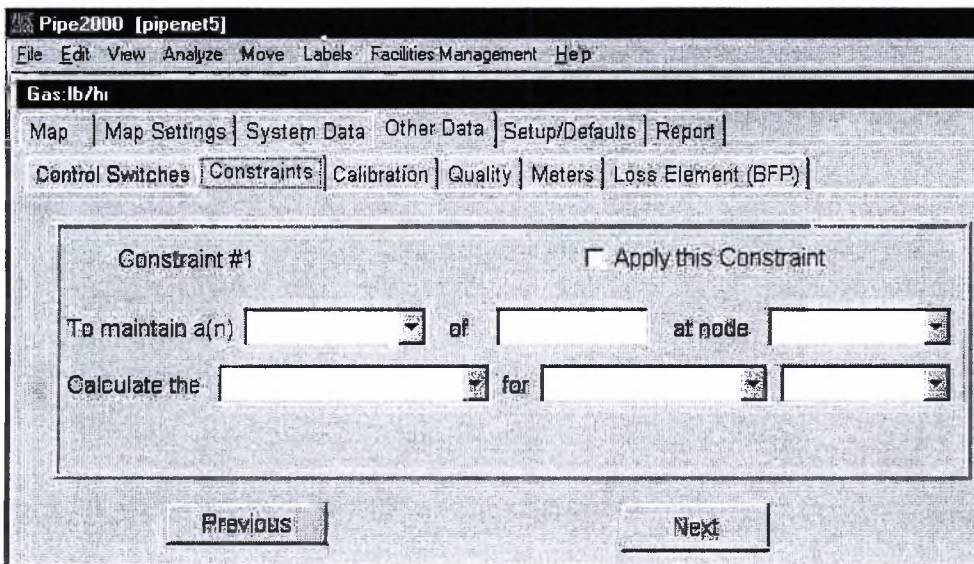 Pipe2000 [pipenet5]
File Edit View Analyze Move Labels Facilities Management Help
Gas:lb/hr
Map Map Settings System Data Other Data Setup/Defaults Report
Control Switches Constraints Calibration Quality Meters Loss Element (BFP)
Constraint #1 Apply this Constraint
To maintain a(n) of at node
Calculate the for
Previous Next